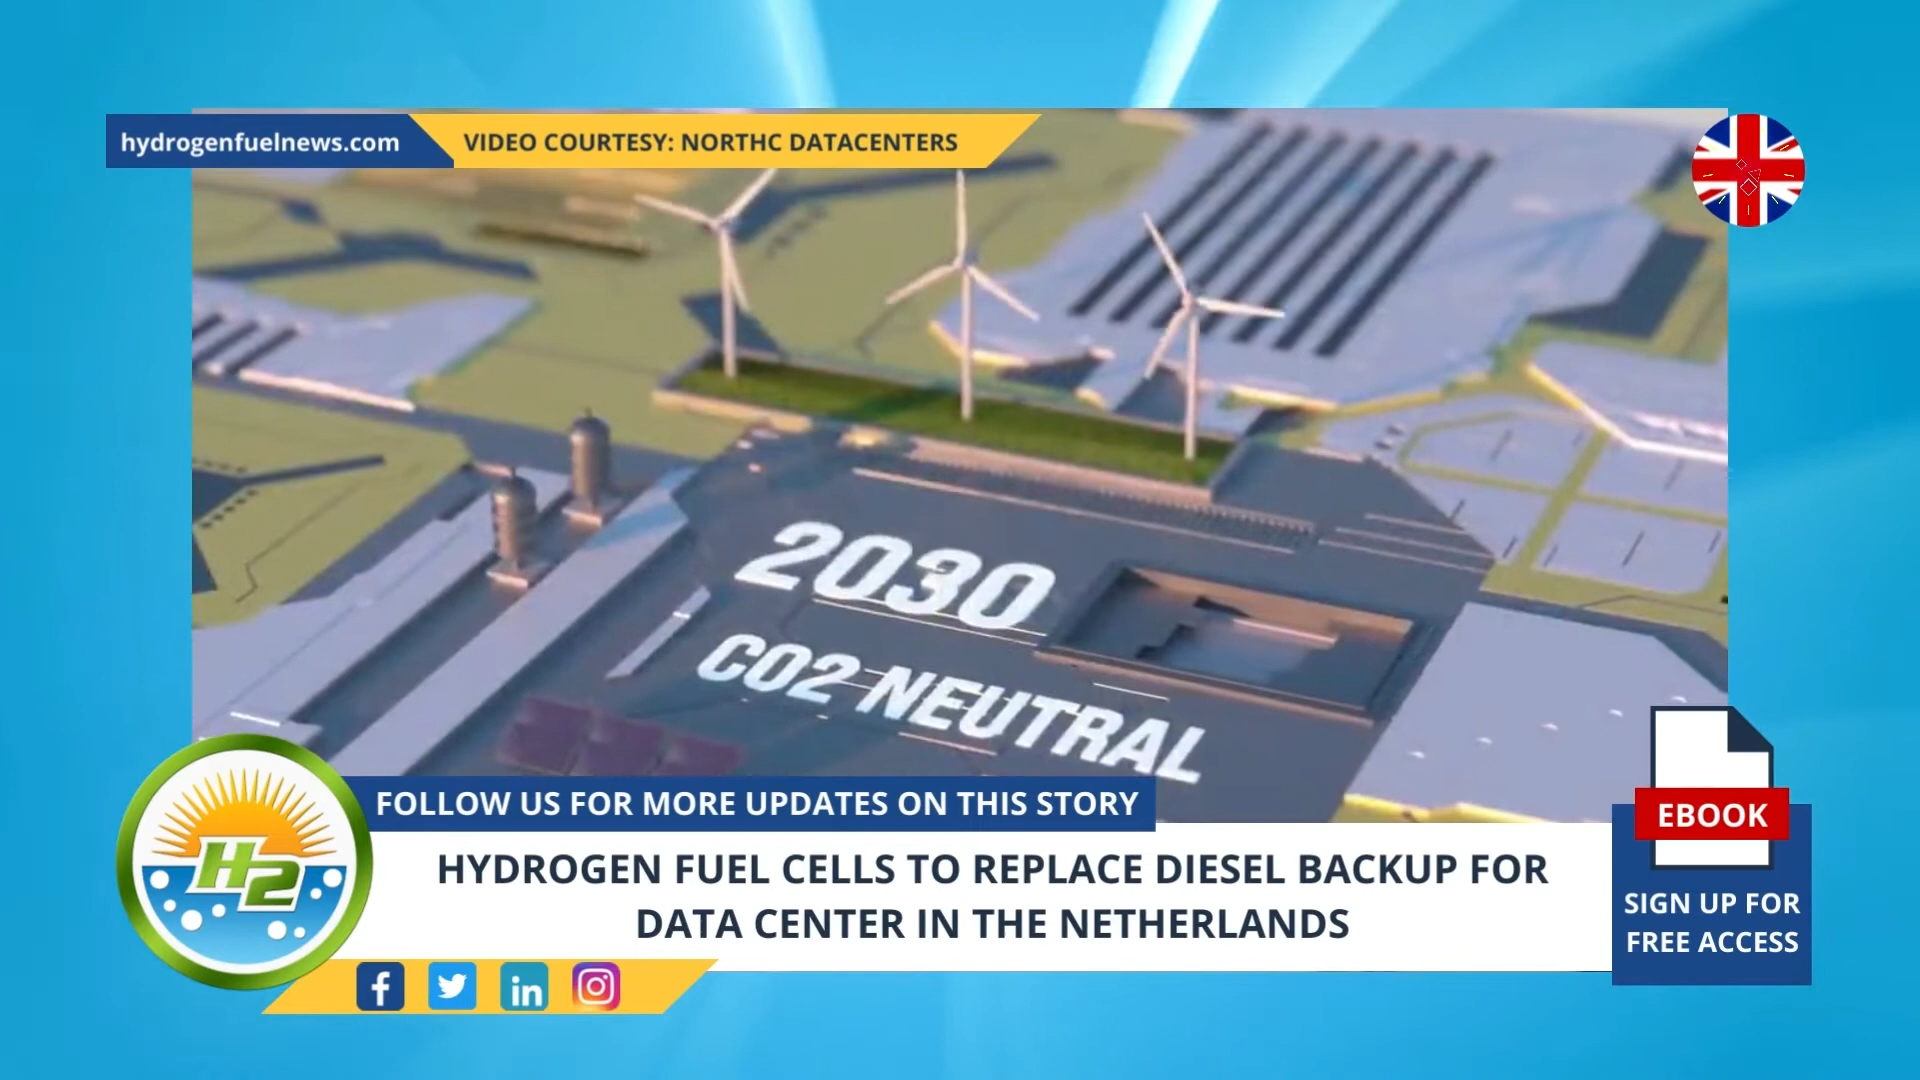 hydrogenfuelnews.com
VIDEO COURTESY: NORTHC DATACENTERS
2030
CO2 NEUTRAL
FOLLOW US FOR MORE UPDATES ON THIS STORY
HYDROGEN FUEL CELLS TO REPLACE DIESEL BACKUP FOR
DATA CENTER IN THE NETHERLANDS
H2
EBOOK
SIGN UP FOR
FREE ACCESS
f
in